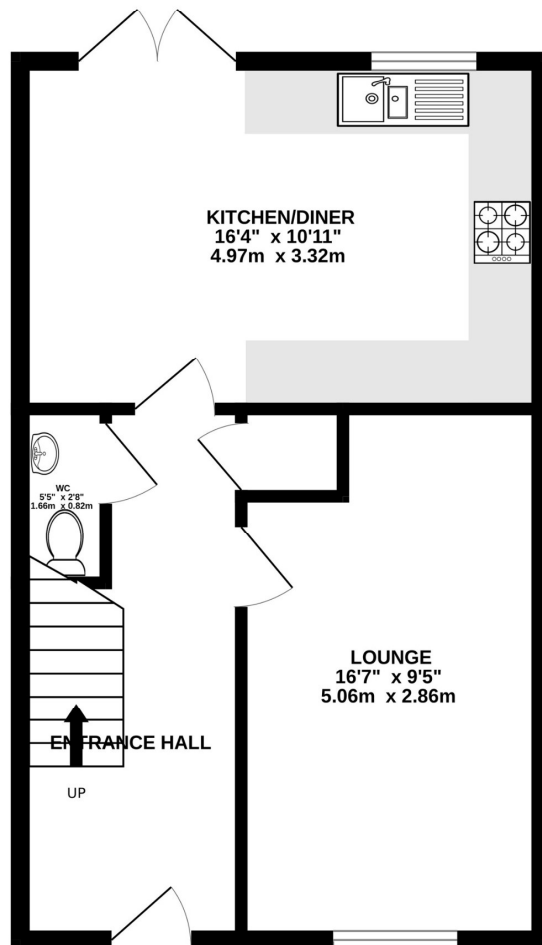 KITCHEN/DINER
16'4" x 10'11"
4.97m x 3.32m
WC
5'5" x 2'8"
1.66m x 0.82m
LOUNGE
16'7" x 9'5"
5.06m x 2.86m
ENTRANCE HALL
UP